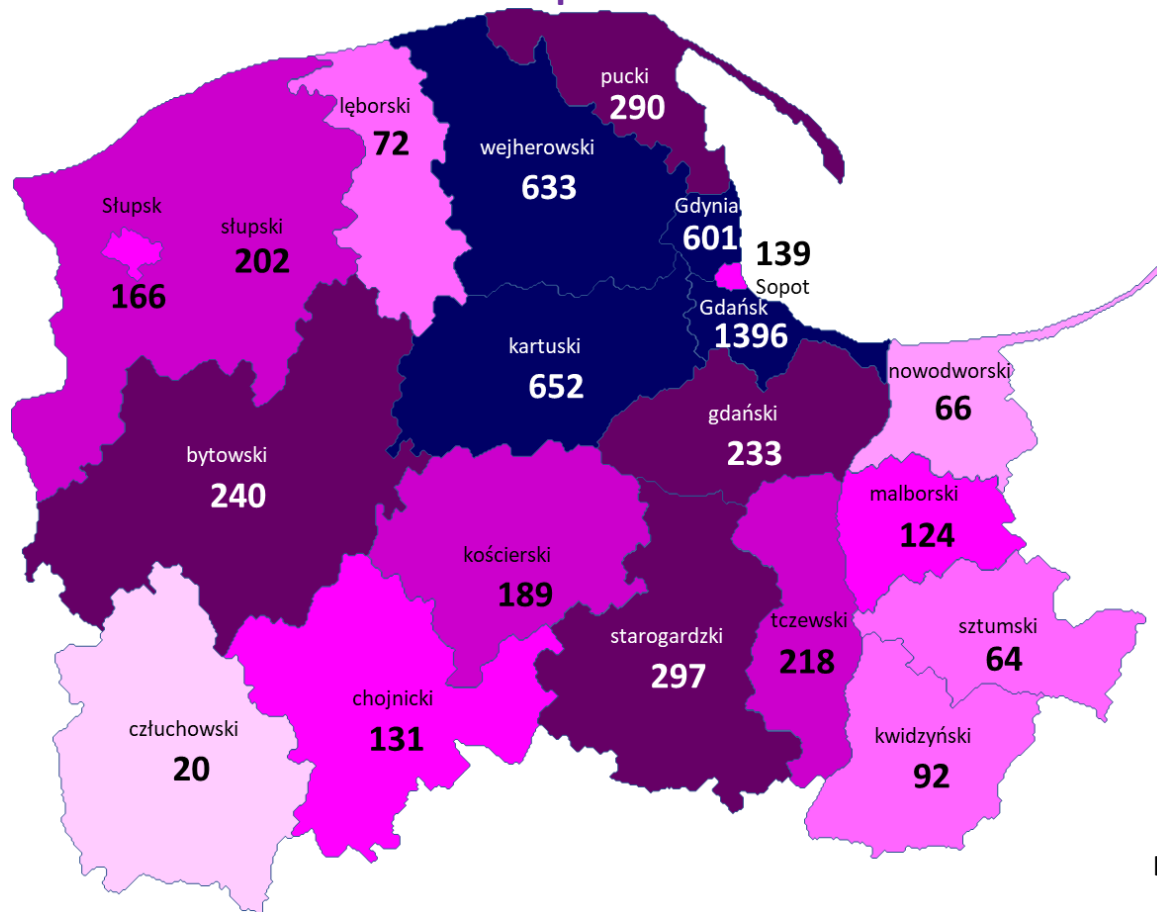 pucki
290
lęborski
72
wejherowski
633
Słupsk
166
słupski
202
Gdynia
601
139
Sopot
Gdańsk
1396
kartuski
652
nowodworski
66
gdański
233
bytowski
240
malborski
124
kościerski
189
starogardzki
297
tczewski
218
sztumski
64
chojnicki
131
człuchowski
20
kwidzyński
92